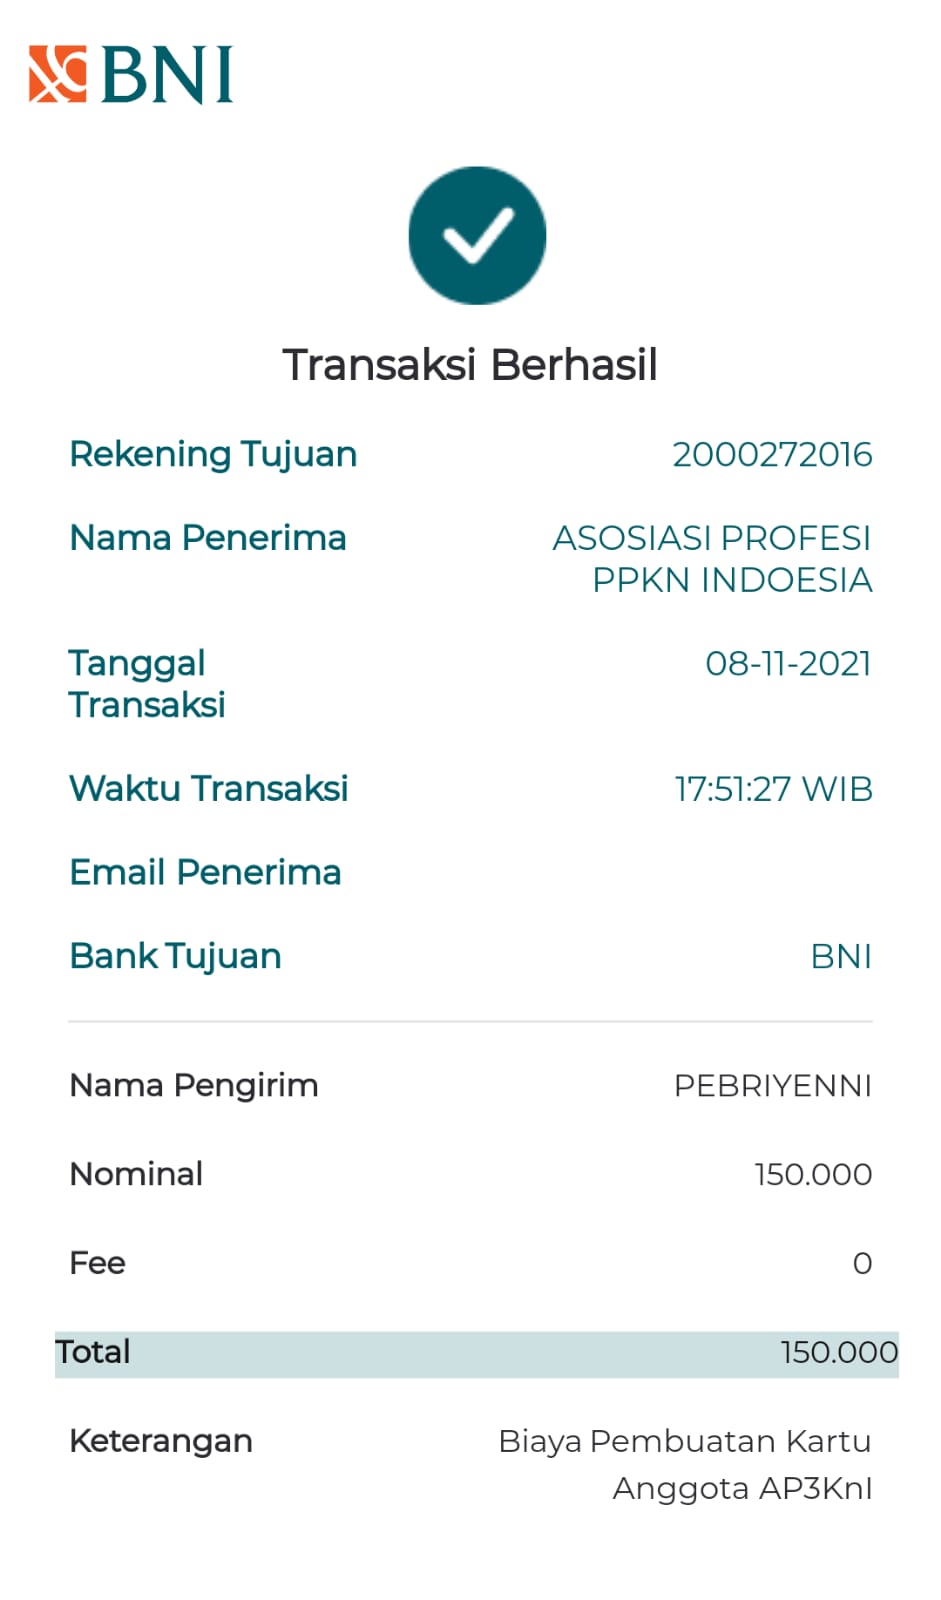 BNI
Transaksi Berhasil
Rekening Tujuan 2000272016
Nama Penerima ASOSIASI PROFESI
PPKN INDOESIA
Tanggal 08-11-2021
Transaksi
Waktu Transaksi 17:51:27 WIB
Email Penerima
Bank Tujuan BNI
Nama Pengirim PEBRIYENNI
Nominal 150.000
Fee 0
Total 150.000
Keterangan Biaya Pembuatan Kartu
Anggota AP3KnI